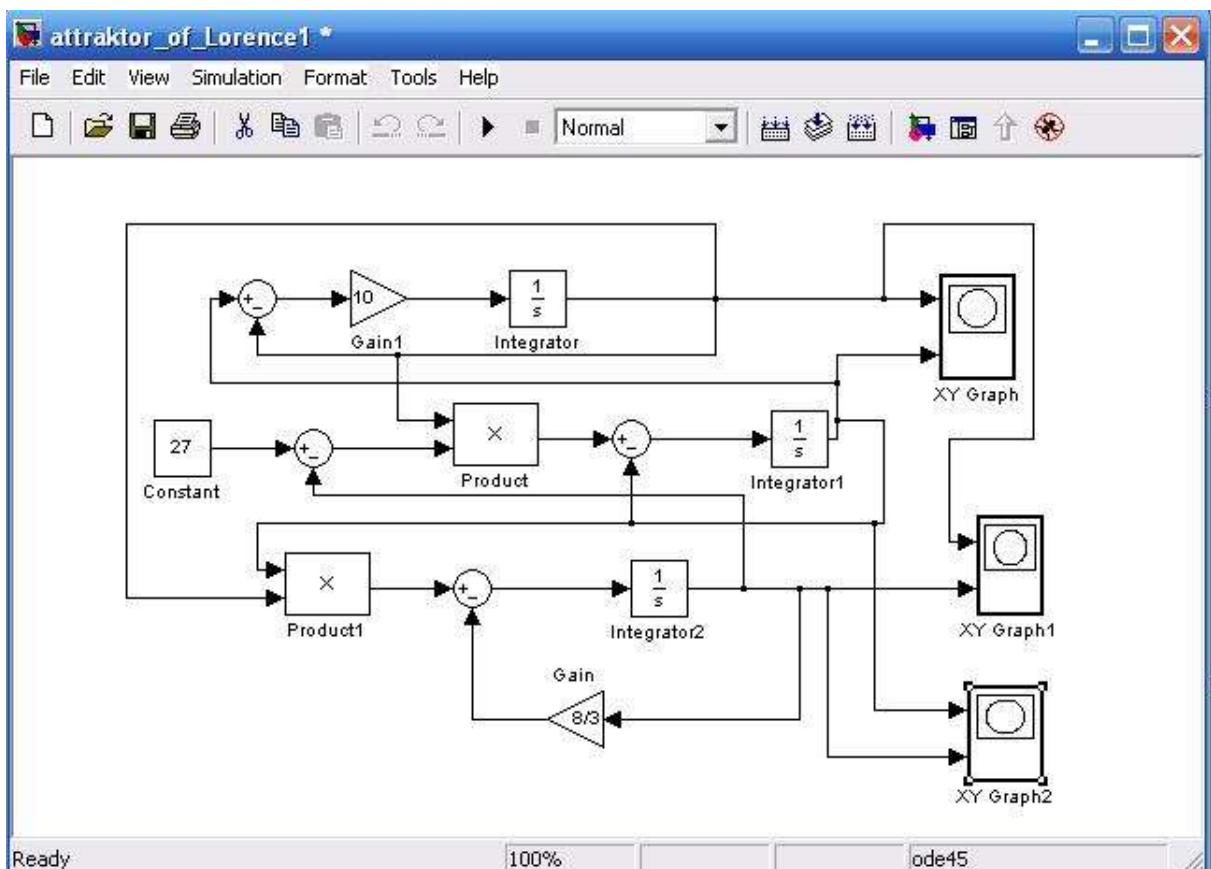 attraktor_of_Lorence1 *
File Edit View Simulation Format Tools Help
Normal
10
1
s
Gain1
Integrator
XY Graph
27
×
1
s
Constant
Product
Integrator1
×
1
s
Product1
Integrator2
XY Graph1
Gain
8/3
XY Graph2
Ready 100% ode45